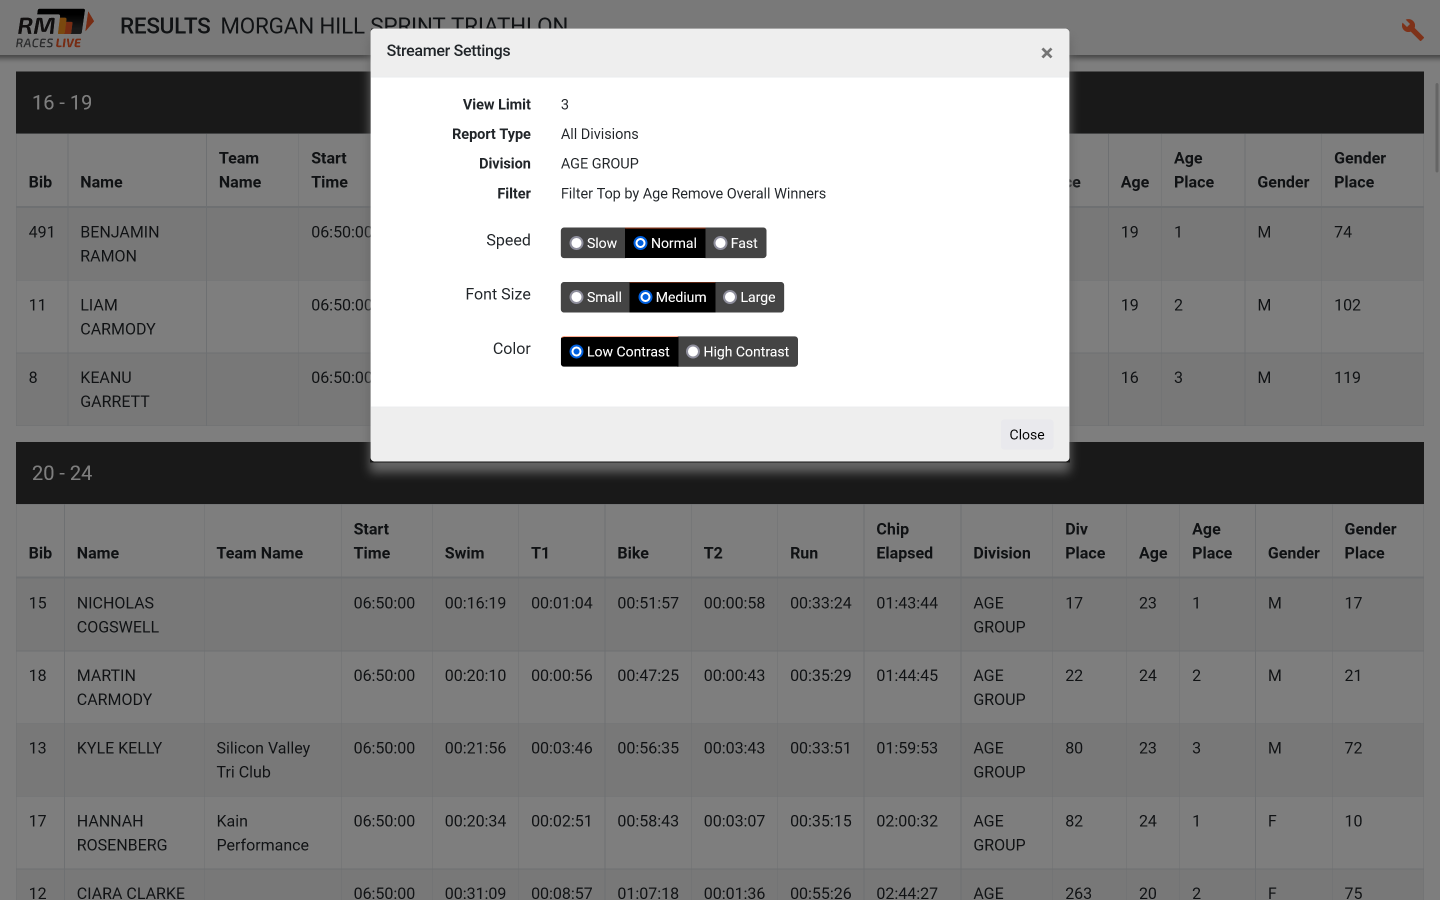 RM
RACES LIVE
RESULTS MORGAN HILL SPRINT TRIATHLON
Streamer Settings
×
View Limit 3
Report Type All Divisions
Division AGE GROUP
Filter Filter Top by Age Remove Overall Winners
Speed Slow Normal Fast
Font Size Small Medium Large
Color Low Contrast High Contrast
Close
16 - 19
Bib Name Team Name Start Time Age Age Place Gender Gender Place
491 BENJAMIN RAMON 06:50:00 19 1 M 74
11 LIAM CARMODY 06:50:00 19 2 M 102
8 KEANU GARRETT 06:50:00 16 3 M 119
20 - 24
Bib Name Team Name Start Time Swim T1 Bike T2 Run Chip Elapsed Division Div Place Age Age Place Gender Gender Place
15 NICHOLAS COGSWELL 06:50:00 00:16:19 00:01:04 00:51:57 00:00:58 00:33:24 01:43:44 AGE GROUP 17 23 1 M 17
18 MARTIN CARMODY 06:50:00 00:20:10 00:00:56 00:47:25 00:00:43 00:35:29 01:44:45 AGE GROUP 22 24 2 M 21
13 KYLE KELLY Silicon Valley Tri Club 06:50:00 00:21:56 00:03:46 00:56:35 00:03:43 00:33:51 01:59:53 AGE GROUP 80 23 3 M 72
17 HANNAH ROSENBERG Kain Performance 06:50:00 00:20:34 00:02:51 00:58:43 00:03:07 00:35:15 02:00:32 AGE GROUP 82 24 1 F 10
12 CIARA CLARKE 06:50:00 00:31:09 00:08:57 01:07:18 00:01:36 00:55:26 02:44:27 AGE 263 20 2 F 75